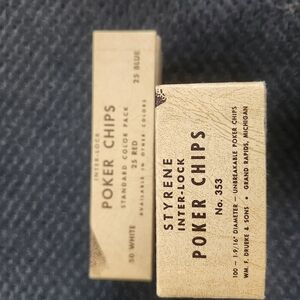 INTER-LOCK
POKER CHIPS
STANDARD COLOR PACK
50 WHITE 25 RED 25 BLUE
AVAILABLE IN OTHER COLORS
STYRENE
INTER-LOCK
POKER CHIPS
No. 353
100 - 1-9/16" DIAMETER - UNBREAKABLE POKER CHIPS
WM. F. DRUEKE & SONS • GRAND RAPIDS, MICHIGAN